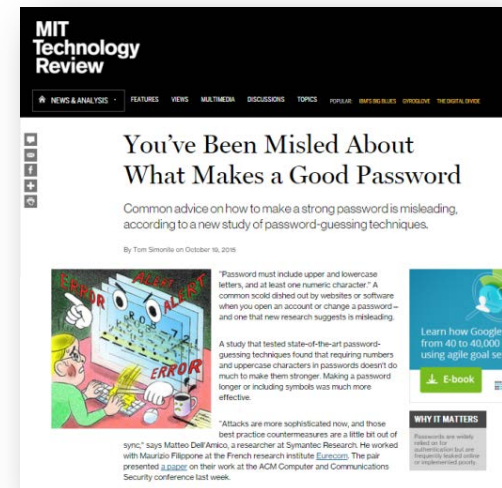 MIT
Technology
Review
NEWS & ANALYSIS
FEATURES
VIEWS
MULTIMEDIA
DISCUSSIONS
TOPICS
POPULAR:
IBM'S BIG BLUES
GYROGLOVE
THE DIGITAL DIVIDE
You've Been Misled About
What Makes a Good Password
Common advice on how to make a strong password is misleading,
according to a new study of password-guessing techniques.
By Tom Simonite on October 19, 2015
ERROR
ALERT
ALERT
ERROR
"Password must include upper and lowercase
letters, and at least one numeric character." A
common scold dished out by websites or software
when you open an account or change a password –
and one that new research suggests is misleading.
A study that tested state-of-the-art password-
guessing techniques found that requiring numbers
and uppercase characters in passwords doesn't do
much to make them stronger. Making a password
longer or including symbols was much more
effective.
"Attacks are more sophisticated now, and those
best practice countermeasures are a little bit out of
sync," says Matteo Dell'Amico, a researcher at Symantec Research. He worked
with Maurizio Filippone at the French research institute Eurecom. The pair
presented a paper on their work at the ACM Computer and Communications
Security conference last week.
Learn how Google
from 40 to 40,000
using agile goal se
E-book
WHY IT MATTERS
Passwords are widely
relied on for
authentication but are
frequently leaked online
or implemented poorly.